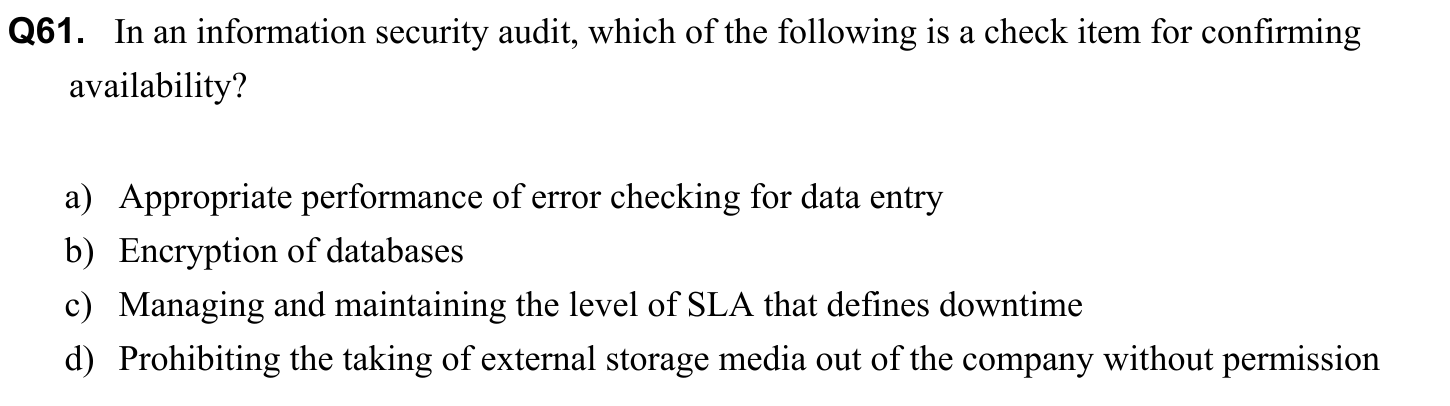 Q61. In an information security audit, which of the following is a check item for confirming
availability?
a) Appropriate performance of error checking for data entry
b) Encryption of databases
c) Managing and maintaining the level of SLA that defines downtime
d) Prohibiting the taking of external storage media out of the company without permission